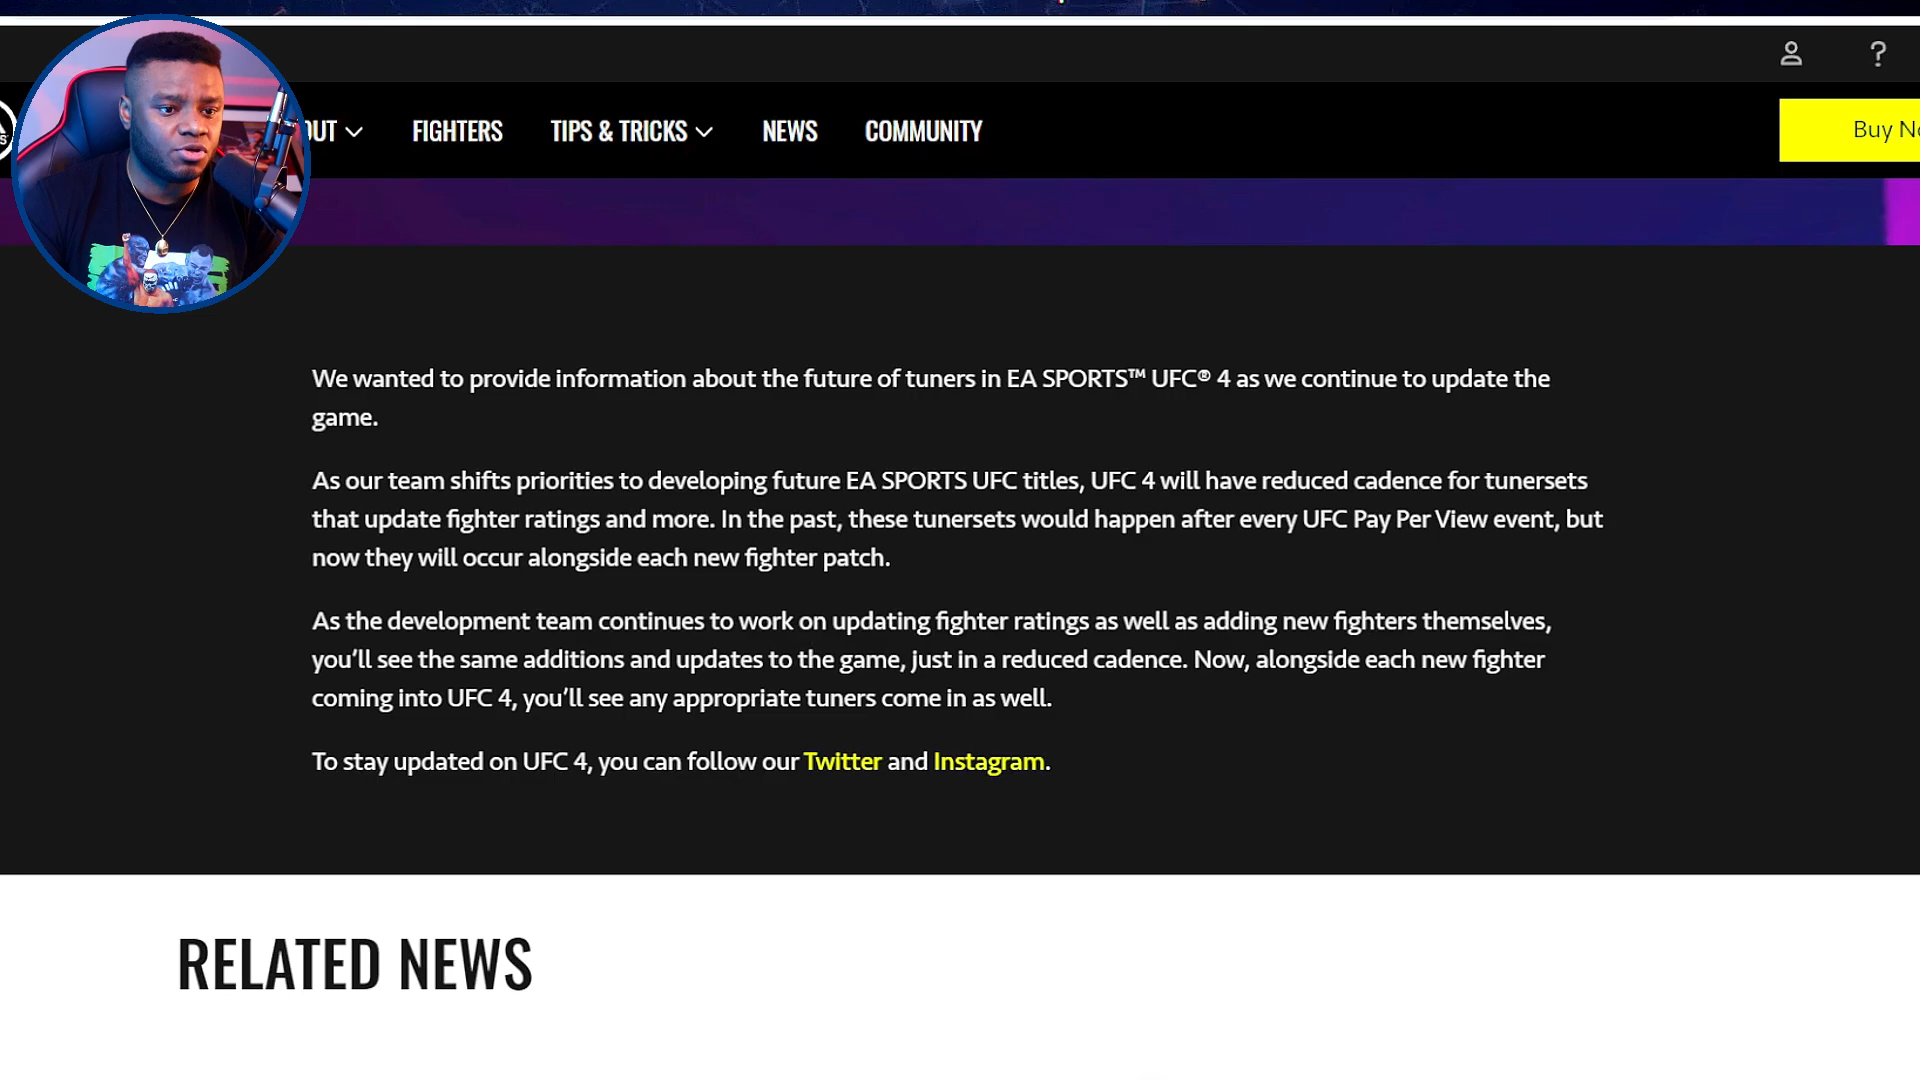 OUT
FIGHTERS
TIPS & TRICKS
NEWS
COMMUNITY
Buy
We wanted to provide information about the future of tuners in EA SPORTS™ UFC® 4 as we continue to update the
game.
As our team shifts priorities to developing future EA SPORTS UFC titles, UFC 4 will have reduced cadence for tunersets
that update fighter ratings and more. In the past, these tunersets would happen after every UFC Pay Per View event, but
now they will occur alongside each new fighter patch.
As the development team continues to work on updating fighter ratings as well as adding new fighters themselves,
you’ll see the same additions and updates to the game, just in a reduced cadence. Now, alongside each new fighter
coming into UFC 4, you’ll see any appropriate tuners come in as well.
To stay updated on UFC 4, you can follow our Twitter and Instagram.
RELATED NEWS